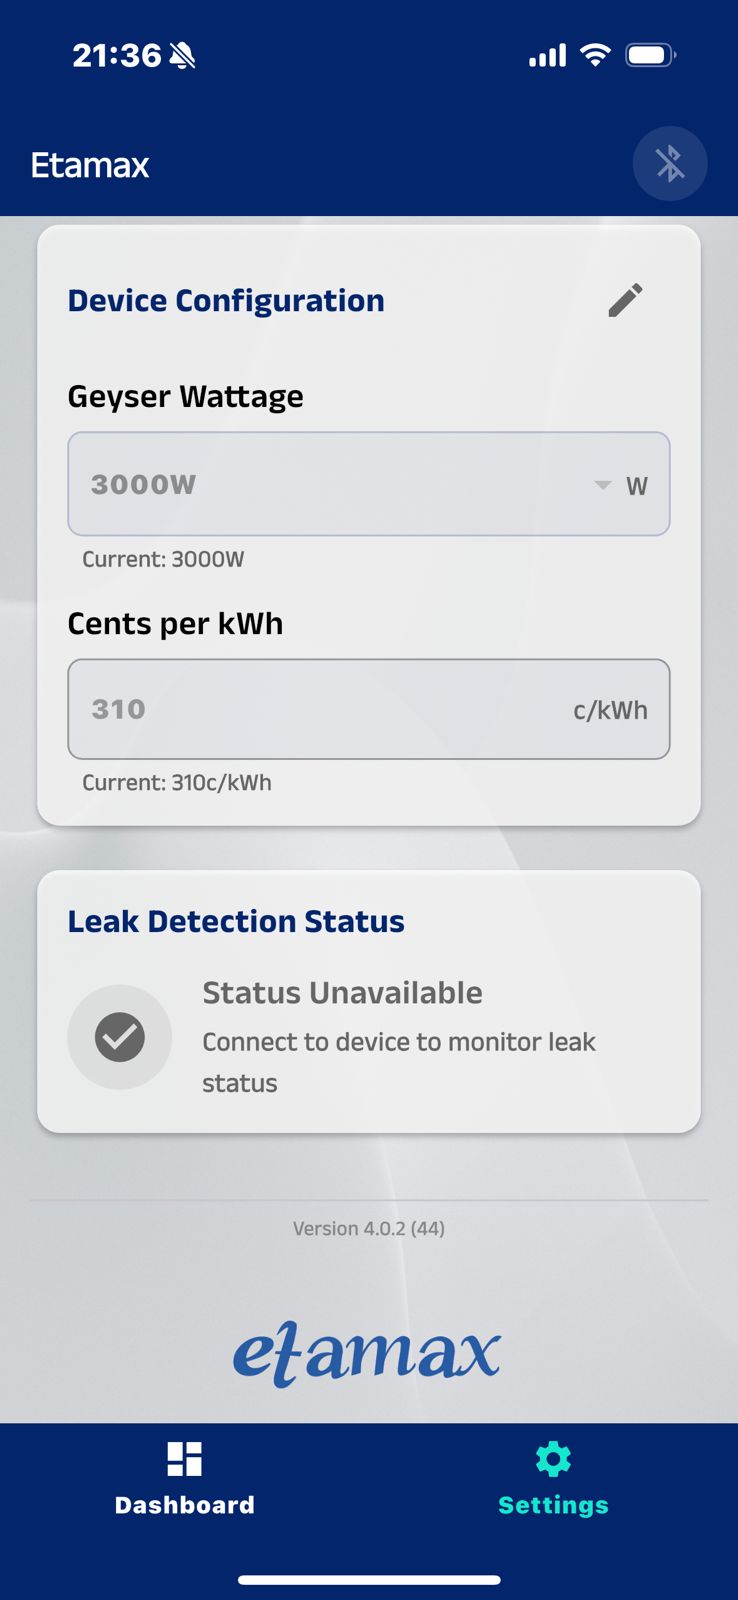 21:36
Etamax
Device Configuration
Geyser Wattage
3000W W
Current: 3000W
Cents per kWh
310 c/kWh
Current: 310c/kWh
Leak Detection Status
Status Unavailable
Connect to device to monitor leak
status
Version 4.0.2 (44)
etamax
Dashboard Settings